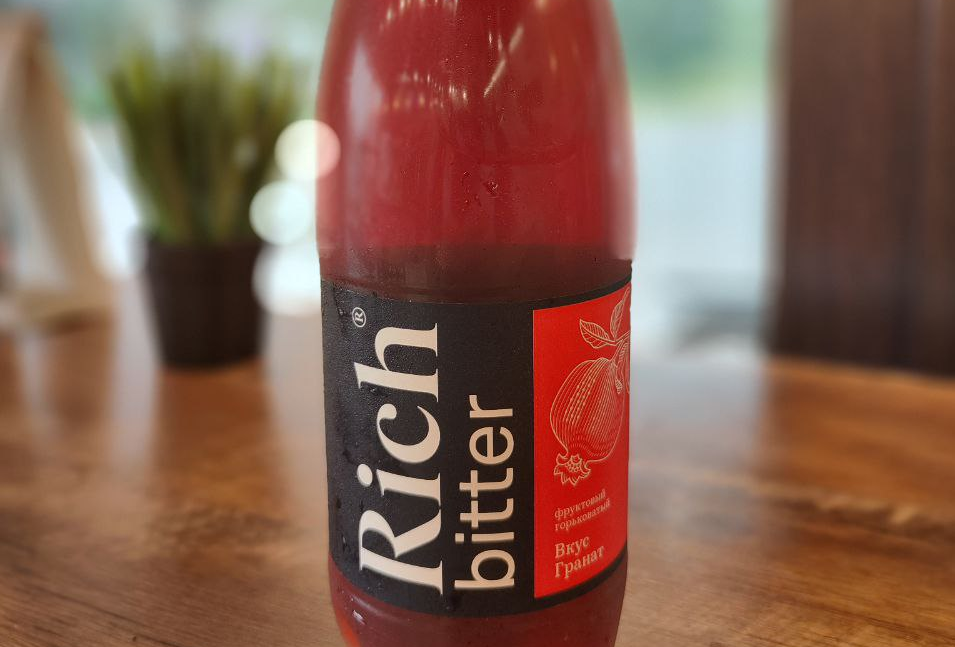 Rich®
bitter
фруктовый
горьковатый
Вкус
Гранат